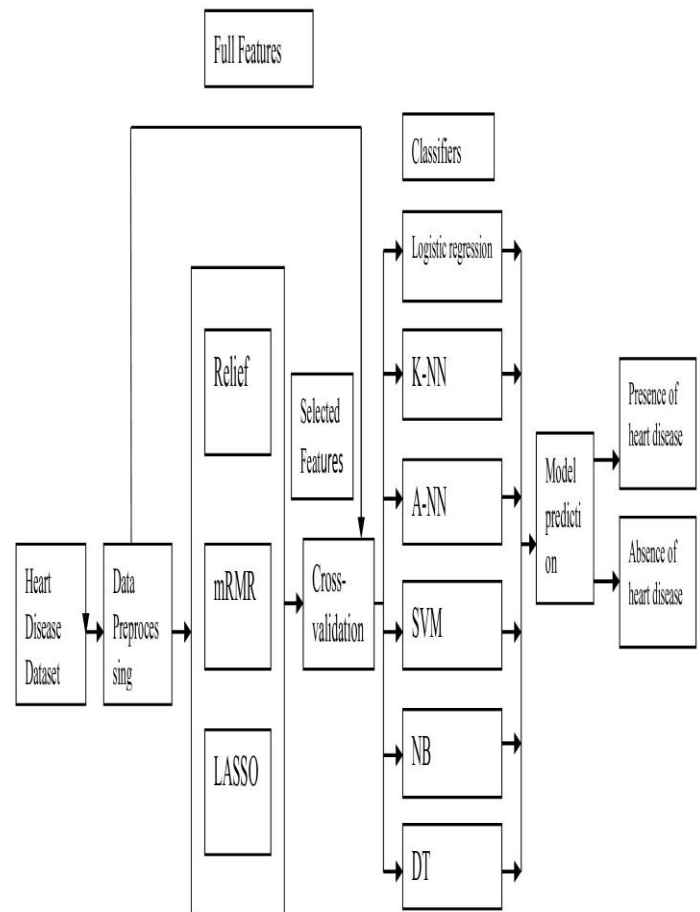 Full Features
Classifiers
Logistic regression
Relief
K-NN
Selected
Features
Presence of
heart disease
A-NN
Model
predicti
on
Heart
Disease
Dataset
Data
Preproces
sing
mRMR
Cross-
validation
SVM
Absence of
heart disease
LASSO
NB
DT